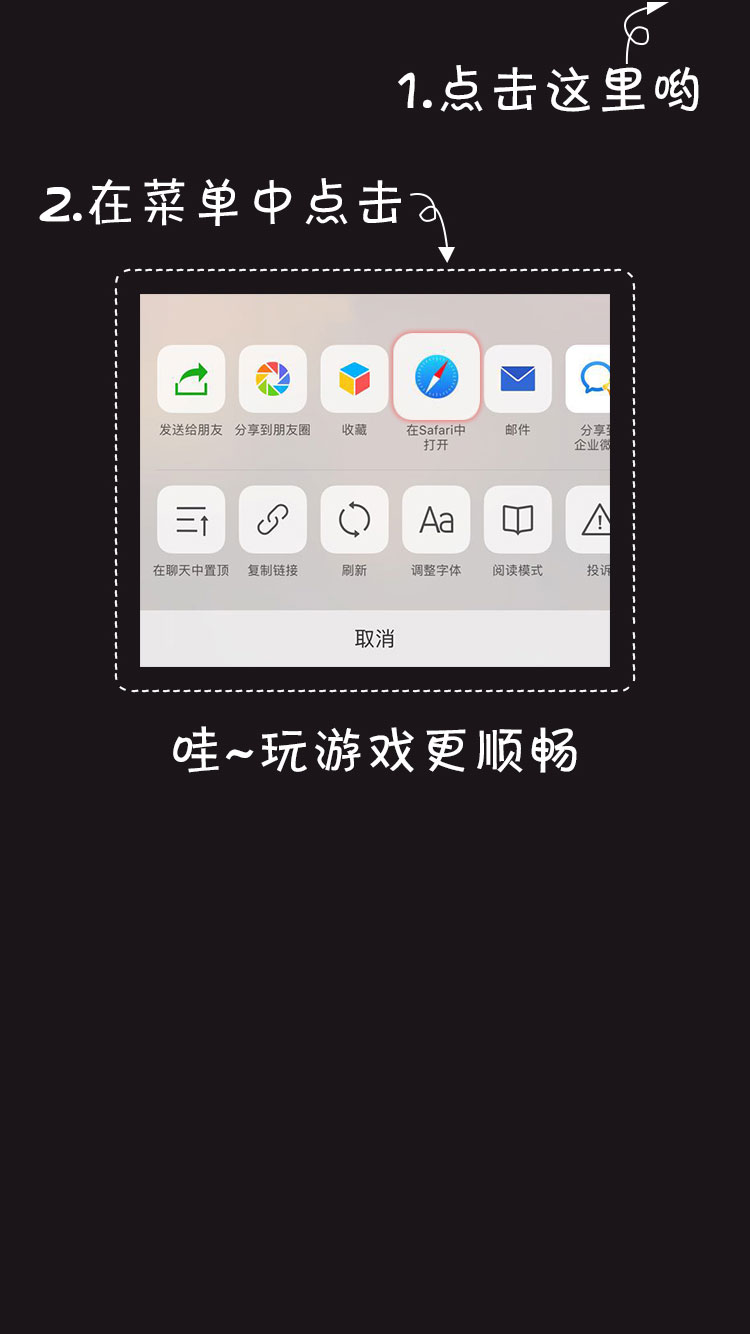 1.点击这里哟
2.在菜单中点击
发送给朋友 分享到朋友圈 收藏 在Safari中 邮件 分享到
打开 企业微
在聊天中置顶 复制链接 刷新 Aa 调整字体 阅读模式 投诉
取消
哇~玩游戏更顺畅